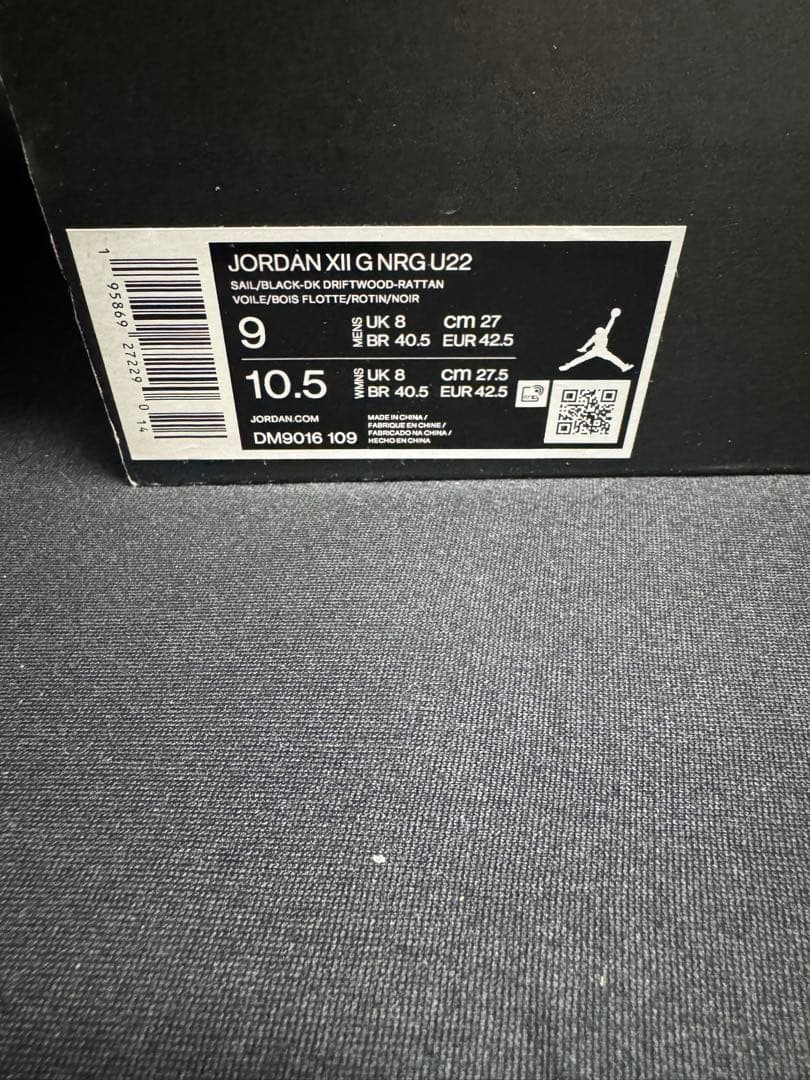 JORDAN XII G NRG U22
SAIL/BLACK-DK DRIFTWOOD-RATTAN
VOILE/BOIS FLOTTE/ROTIN/NOIR
9 MENS UK 8 cm 27
BR 40.5 EUR 42.5
10.5 WMNS UK 8 cm 27.5
BR 40.5 EUR 42.5
JORDAN.COM
DM9016 109
MADE IN CHINA /
FABRIQUE EN CHINE /
FABRICADO NA CHINA /
HECHO EN CHINA
1 95869 27229 0 14